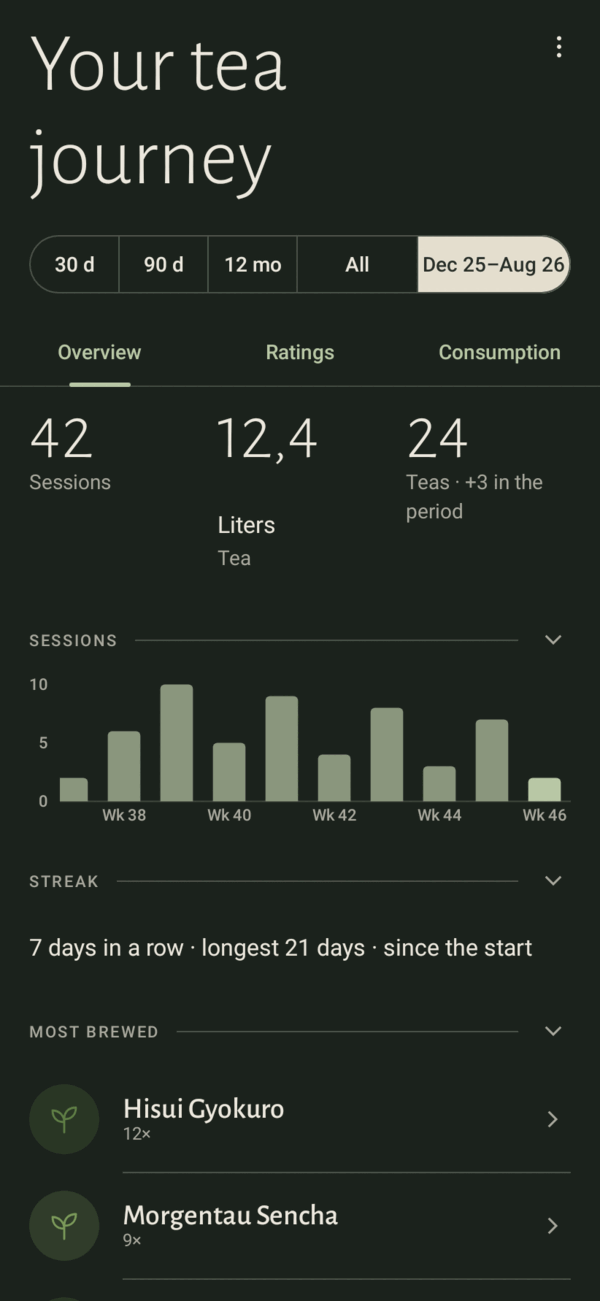 Your tea
journey
30 d
90 d
12 mo
All
Dec 25–Aug 26
Overview
Ratings
Consumption
42
Sessions
12,4
Liters
Tea
24
Teas · +3 in the
period
SESSIONS
10
5
0
Wk 38
Wk 40
Wk 42
Wk 44
Wk 46
STREAK
7 days in a row · longest 21 days · since the start
MOST BREWED
Hisui Gyokuro
12×
Morgentau Sencha
9×